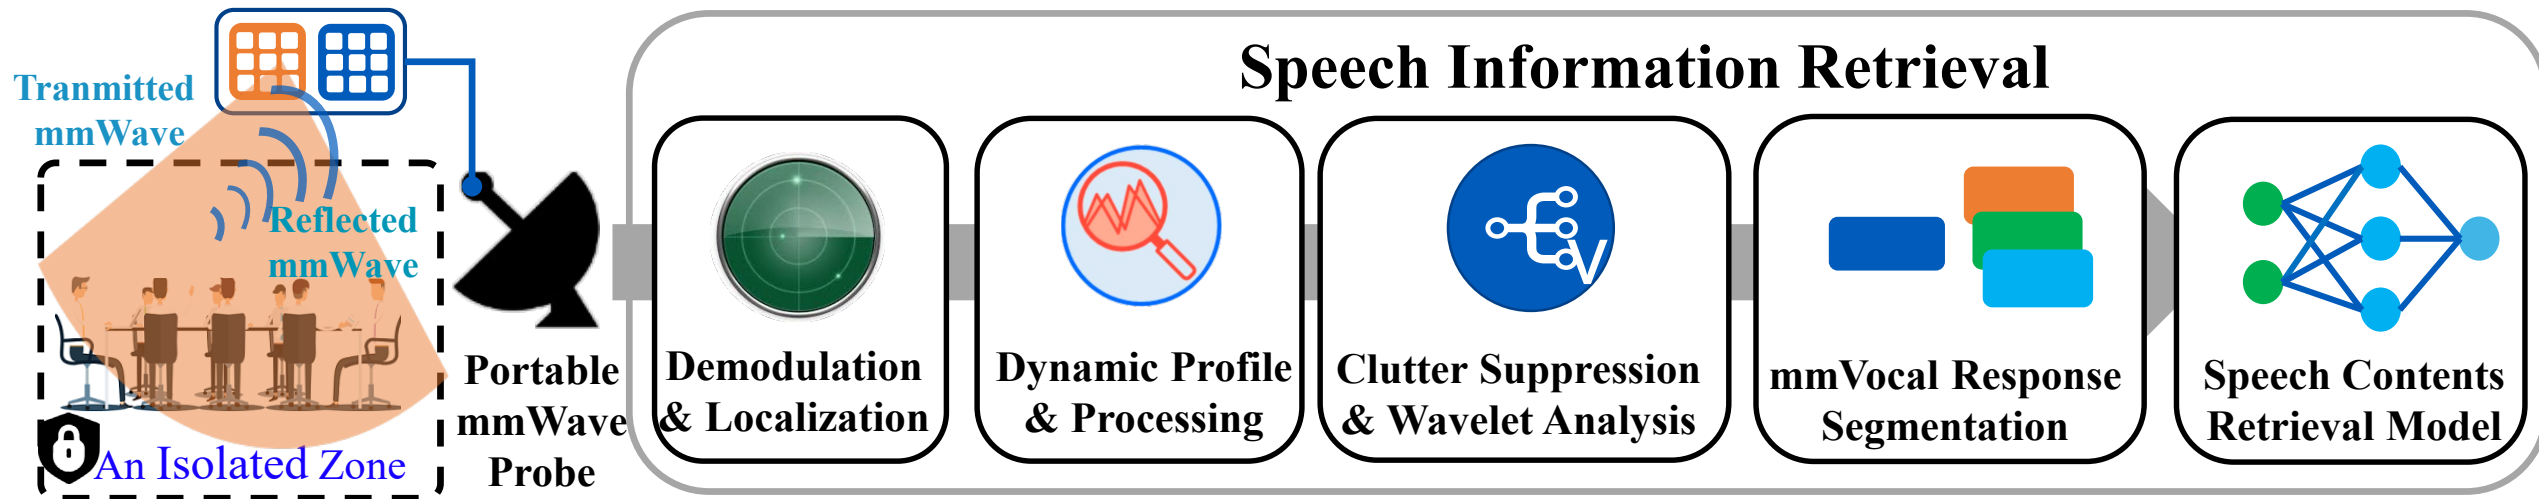 Tranmitted
mmWave
Reflected
mmWave
An Isolated Zone
Portable
mmWave
Probe
Speech Information Retrieval
Demodulation
& Localization
Dynamic Profile
& Processing
V
Clutter Suppression
& Wavelet Analysis
mmVocal Response
Segmentation
Speech Contents
Retrieval Model